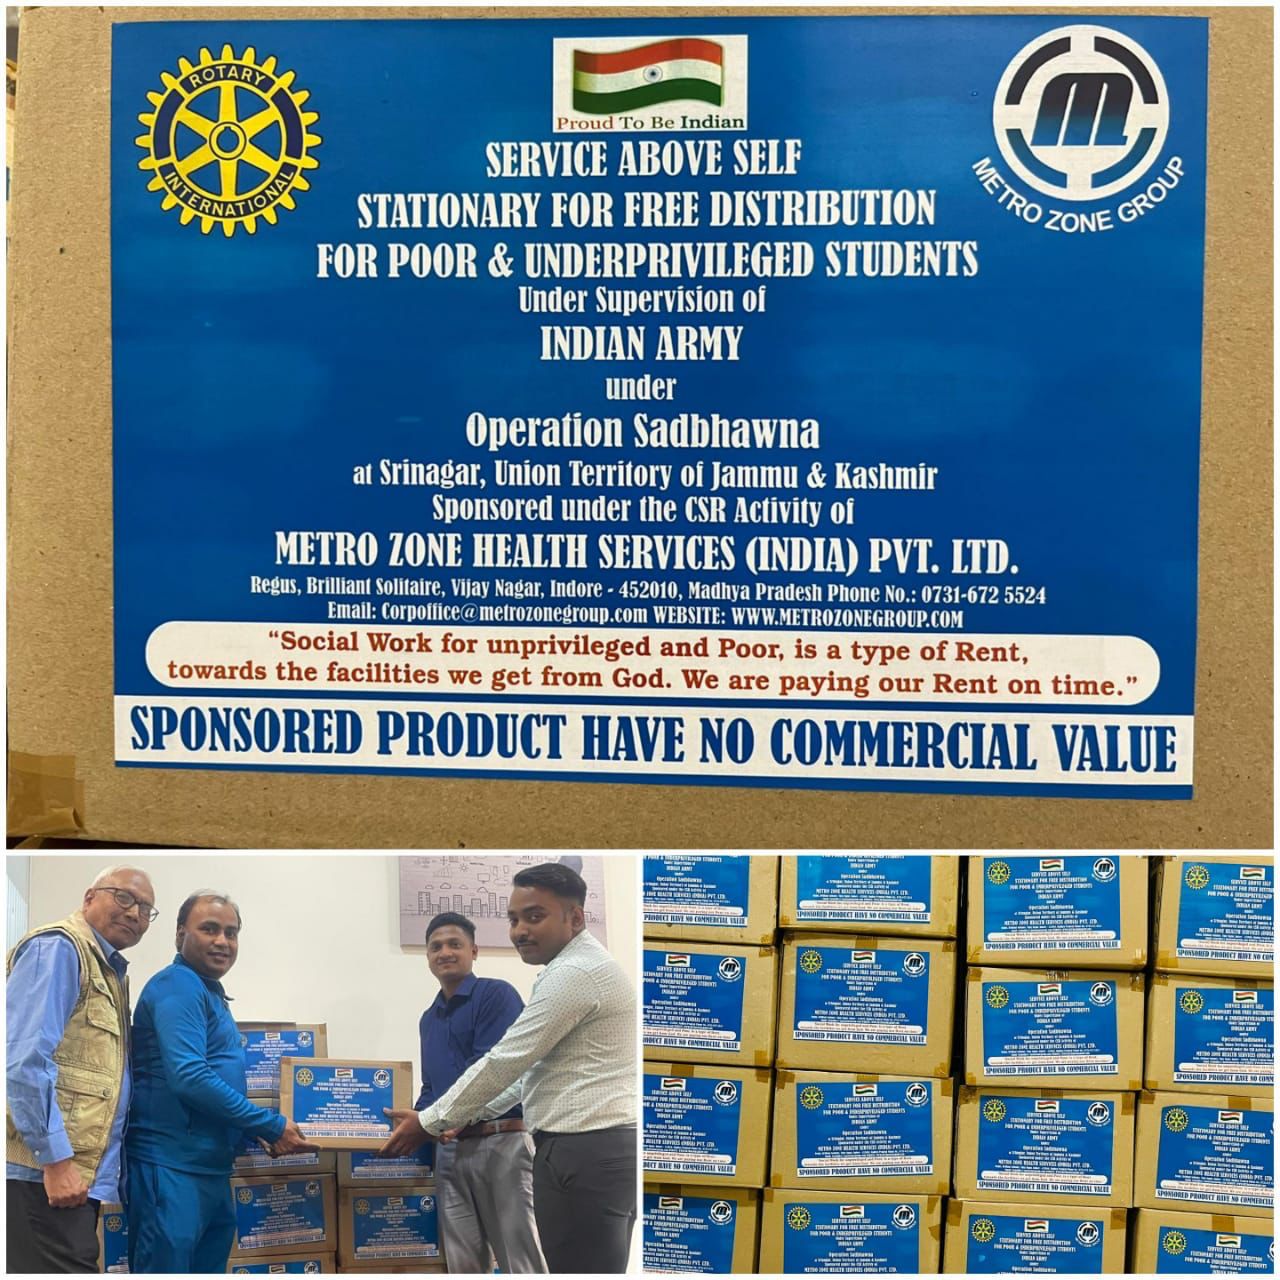 ROTARY
INTERNATIONAL
Proud To Be Indian
METRO ZONE GROUP
SERVICE ABOVE SELF
STATIONARY FOR FREE DISTRIBUTION
FOR POOR & UNDERPRIVILEGED STUDENTS
Under Supervision of
INDIAN ARMY
under
Operation Sadbhawna
at Srinagar, Union Territory of Jammu & Kashmir
Sponsored under the CSR Activity of
METRO ZONE HEALTH SERVICES (INDIA) PVT. LTD.
Regus, Brilliant Solitaire, Vijay Nagar, Indore - 452010, Madhya Pradesh Phone No.: 0731-672 5524
Email: Corpoffice@metrozonegroup.com WEBSITE: WWW.METROZONEGROUP.COM
“Social Work for unprivileged and Poor, is a type of Rent,
towards the facilities we get from God. We are paying our Rent on time.”
SPONSORED PRODUCT HAVE NO COMMERCIAL VALUE